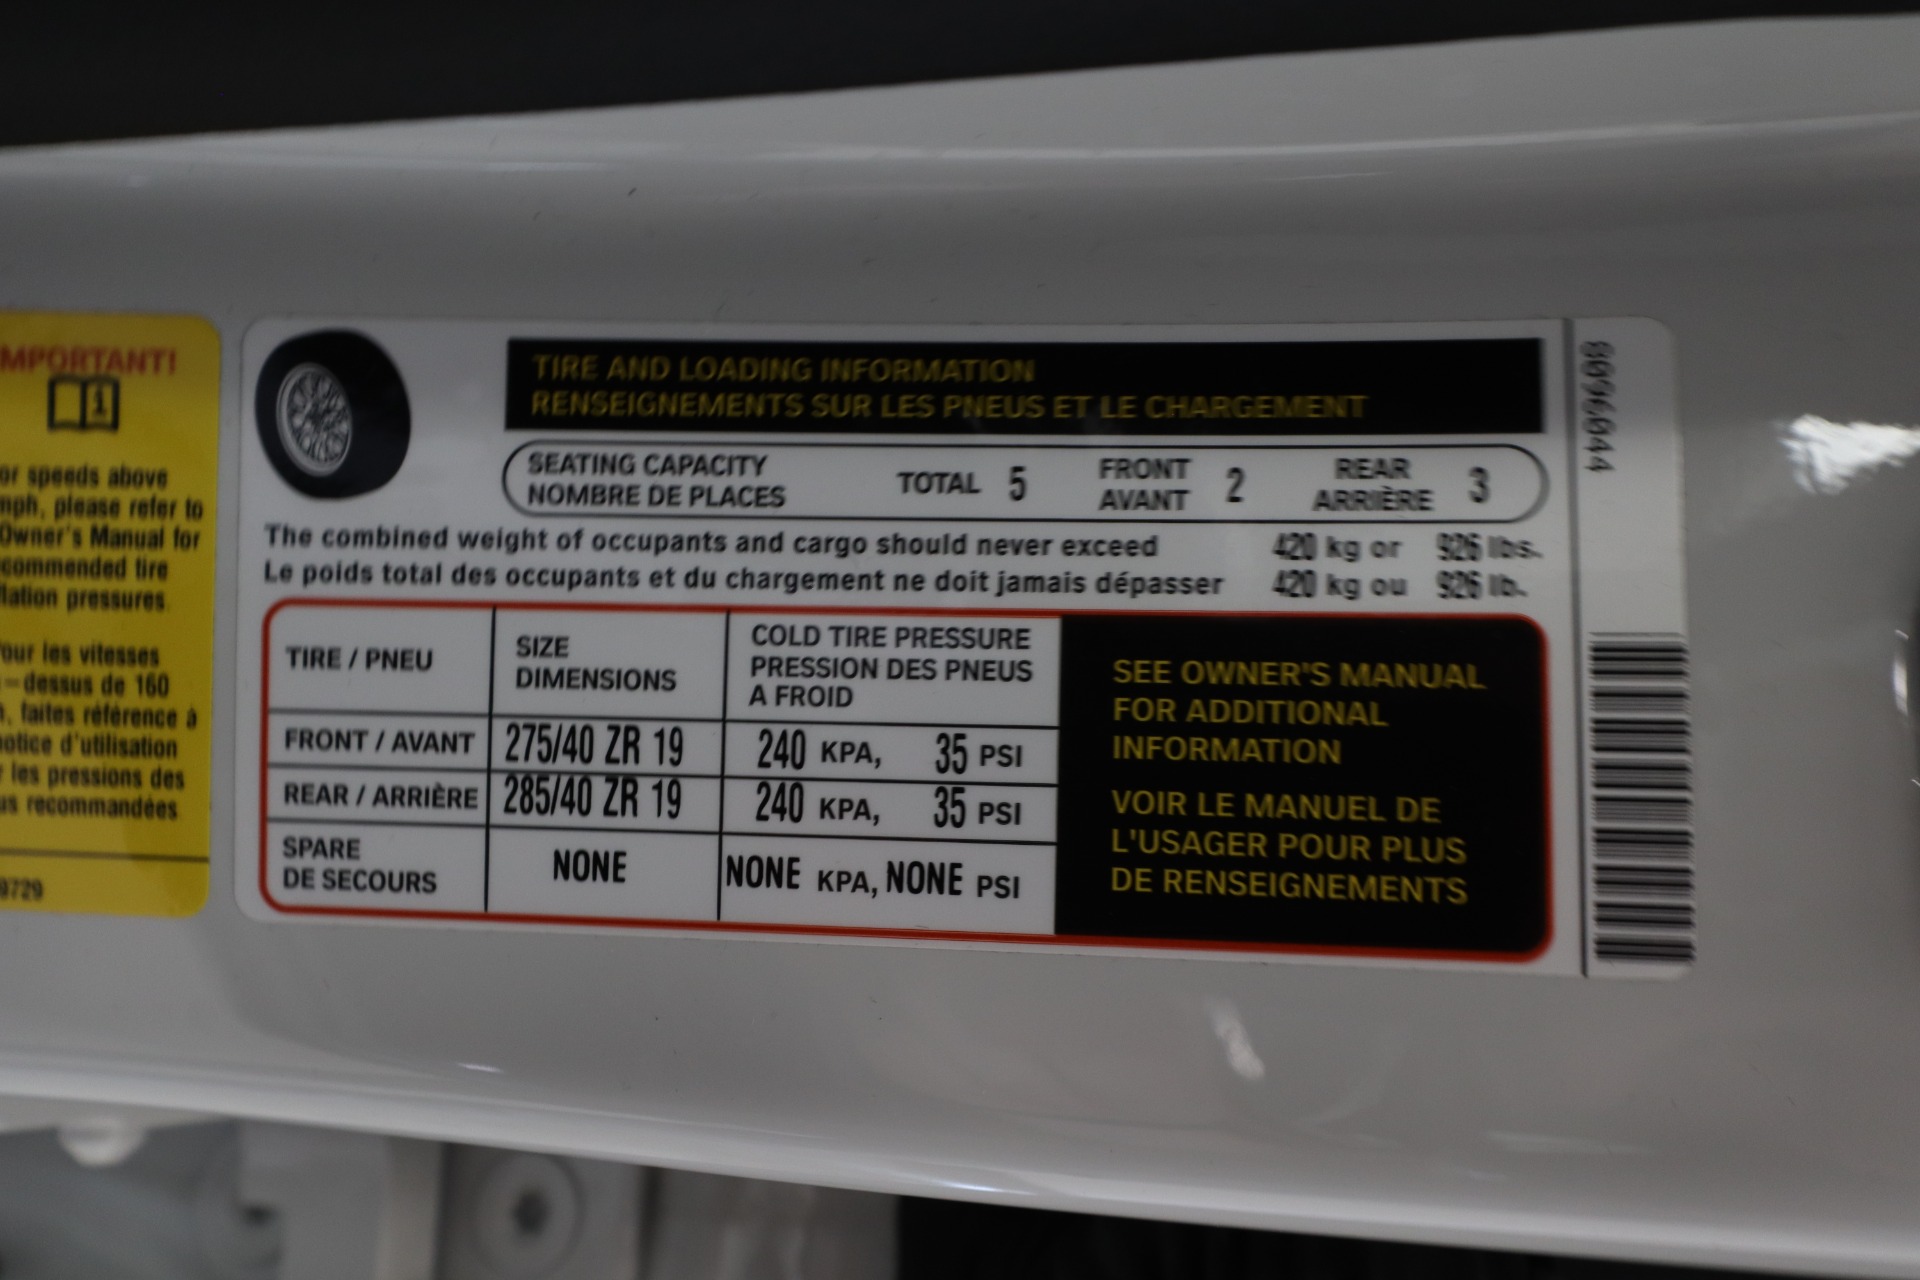 IMPORTANT!
or speeds above
mph, please refer to
Owner's Manual for
commended tire
flation pressures.
our les vitesses
-dessus de 160
, faites référence à
notice d'utilisation
r les pressions des
us recommandées
9729
TIRE AND LOADING INFORMATION
RENSEIGNEMENTS SUR LES PNEUS ET LE CHARGEMENT
SEATING CAPACITY
NOMBRE DE PLACES
TOTAL 5
FRONT
AVANT 2
REAR
ARRIÈRE 3
The combined weight of occupants and cargo should never exceed 420 kg or 926 lbs.
Le poids total des occupants et du chargement ne doit jamais dépasser 420 kg ou 926 lb.
TIRE / PNEU
SIZE
DIMENSIONS
COLD TIRE PRESSURE
PRESSION DES PNEUS
A FROID
FRONT / AVANT 275/40 ZR 19 240 KPA, 35 PSI
REAR / ARRIÈRE 285/40 ZR 19 240 KPA, 35 PSI
SPARE
DE SECOURS NONE NONE KPA, NONE PSI
SEE OWNER'S MANUAL
FOR ADDITIONAL
INFORMATION
VOIR LE MANUEL DE
L'USAGER POUR PLUS
DE RENSEIGNEMENTS
8096044